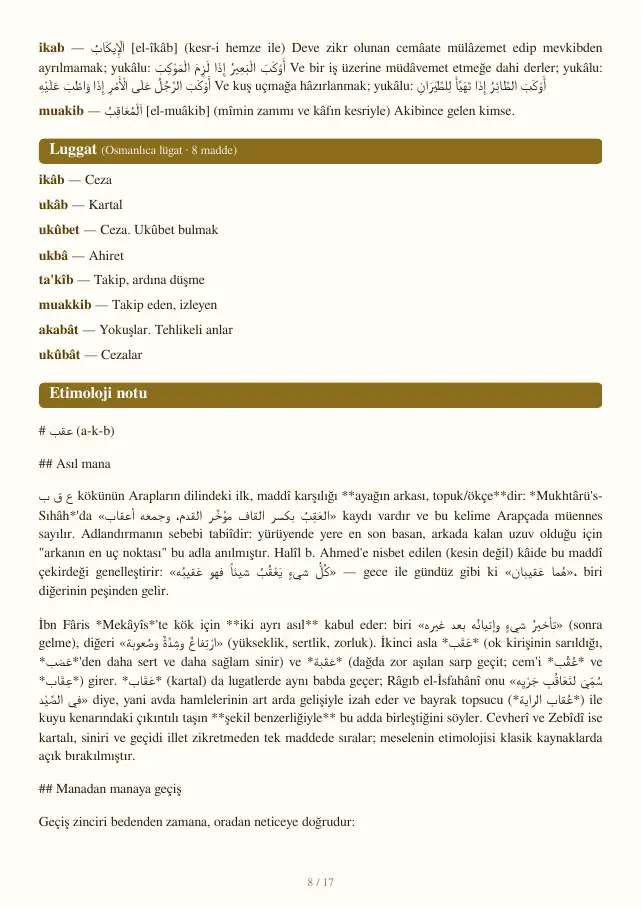 ikab — اَلْإِيكَابُ [el-îkâb] (kesr-i hemze ile) Deve zikr olunan cemâate mülâzemet edip mevkibden
ayrılmamak; yukâlu: أَوْكَبَ الْبَعِيرُ إِذَا لَزِمَ الْمَوْكِبَ Ve bir iş üzerine müdâvemet etmeğe dahi derler; yukâlu:
أَوْكَبَ الرَّجُلُ عَلَى الْأَمْرِ إِذَا وَاظَبَ عَلَيْهِ Ve kuş uçmağa hâzırlanmak; yukâlu: أَوْكَبَ الطَّائِرُ إِذَا تَهَيَّأَ لِلطَّيَرَانِ
muakib — اَلْمُعَاقِبُ [el-muâkib] (mîmin zammı ve kâfın kesriyle) Akibince gelen kimse.
Luggat (Osmanlıca lügat · 8 madde)
ikâb — Ceza
ukâb — Kartal
ukûbet — Ceza. Ukûbet bulmak
ukbâ — Ahiret
ta'kîb — Takip, ardına düşme
muakkib — Takip eden, izleyen
akabât — Yokuşlar. Tehlikeli anlar
ukûbât — Cezalar
Etimoloji notu
# عقب (a-k-b)
## Asıl mana
ع ق ب kökünün Arapların dilindeki ilk, maddî karşılığı **ayağın arkası, topuk/ökçe**dir: *Mukhtârü's-
Sıhâh*'da «العَقِبُ بكسر القاف مؤخّر القدم، وجمعه أعقاب» kaydı vardır ve bu kelime Arapçada müennes
sayılır. Adlandırmanın sebebi tabiîdir: yürüyende yere en son basan, arkada kalan uzuv olduğu için
"arkanın en uç noktası" bu adla anılmıştır. Halîl b. Ahmed'e nisbet edilen (kesin değil) kâide bu maddî
çekirdeği genelleştirir: «كُلُّ شيءٍ يَعْقُبُ شيئاً فهو عَقيبُه» — gece ile gündüz gibi ki «هُما عَقيبان», biri
diğerinin peşinden gelir.
İbn Fâris *Mekâyîs*'te kök için **iki ayrı asıl** kabul eder: biri «تأخيرُ شيءٍ وإتيانُه بعد غيره» (sonra
gelme), diğeri «ارْتِفاعٌ وشِدّةٌ وصُعوبة» (yükseklik, sertlik, zorluk). İkinci asla *عَقَب* (ok kirişinin sarıldığı,
*عَصَب*'den daha sert ve daha sağlam sinir) ve *عَقَبة* (dağda zor aşılan sarp geçit; cem'i *عُقُب* ve
*عِقَاب*) girer. *عُقَاب* (kartal) da lugatlerde aynı babda geçer; Râgıb el-İsfahânî onu «سُمِّيَ لتَعَاقُبِ جَرْيِه
في الصَّيْد» diye, yani avda hamlelerinin art arda gelişiyle izah eder ve bayrak topsucu (*عُقاب الراية*) ile
kuyu kenarındaki çıkıntılı taşın **şekil benzerliğiyle** bu adda birleştiğini söyler. Cevherî ve Zebîdî ise
kartalı, siniri ve geçidi illet zikretmeden tek maddede sıralar; meselenin etimolojisi klasik kaynaklarda
açık bırakılmıştır.
## Manadan manaya geçiş
Geçiş zinciri bedenden zamana, oradan neticeye doğrudur:
8 / 17